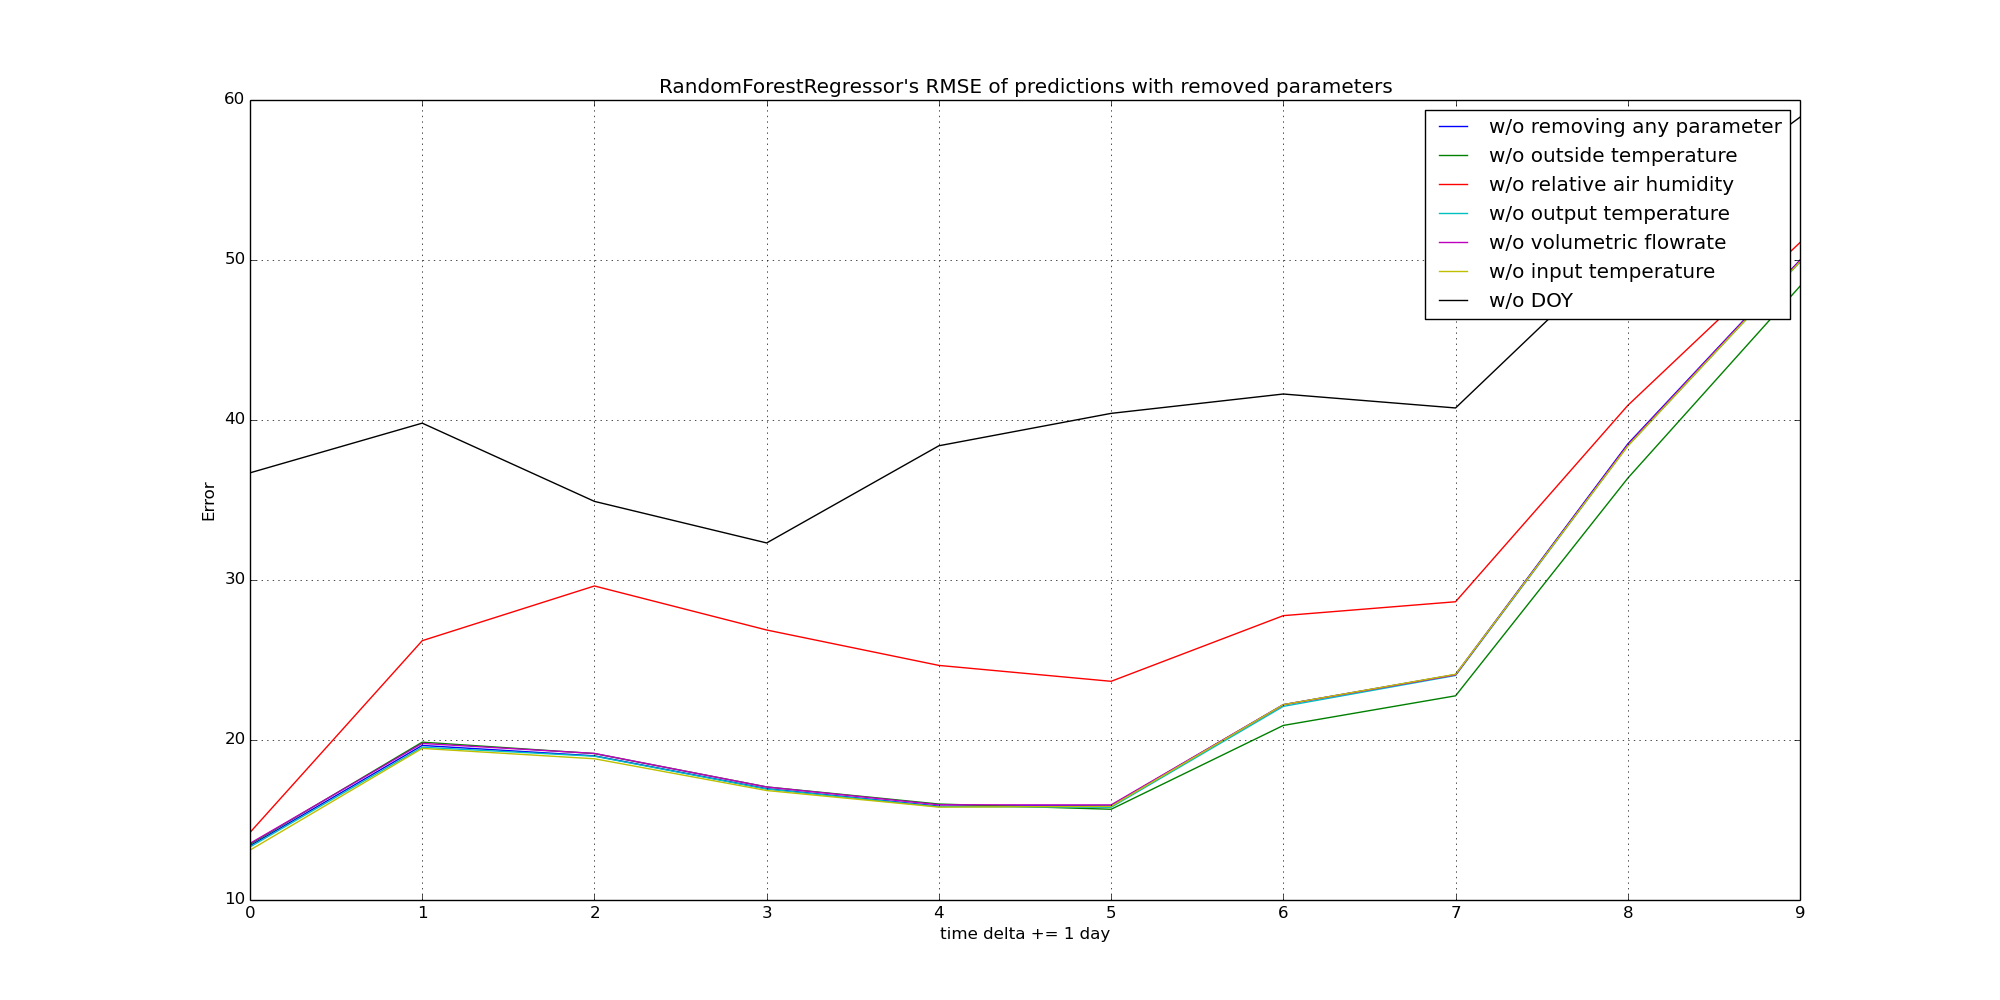 RandomForestRegressor's RMSE of predictions with removed parameters
60
50
40
30
20
10
Error
w/o removing any parameter
w/o outside temperature
w/o relative air humidity
w/o output temperature
w/o volumetric flowrate
w/o input temperature
w/o DOY
0 1 2 3 4 5 6 7 8 9
time delta += 1 day